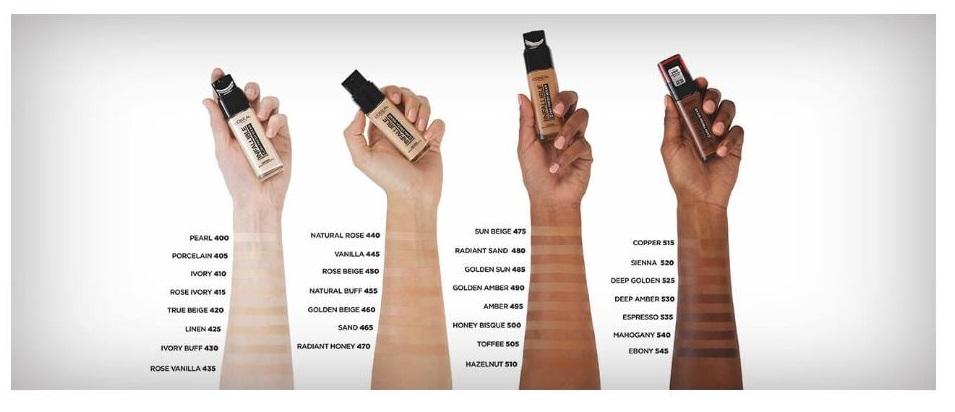 PEARL 400
PORCELAIN 405
IVORY 410
ROSE IVORY 415
TRUE BEIGE 420
LINEN 425
IVORY BUFF 430
ROSE VANILLA 435
NATURAL ROSE 440
VANILLA 445
ROSE BEIGE 450
NATURAL BUFF 455
GOLDEN BEIGE 460
SAND 465
RADIANT HONEY 470
SUN BEIGE 475
RADIANT SAND 480
GOLDEN SUN 485
GOLDEN AMBER 490
AMBER 495
HONEY BISQUE 500
TOFFEE 505
HAZELNUT 510
COPPER 515
SIENNA 520
DEEP GOLDEN 525
DEEP AMBER 530
ESPRESSO 535
MAHOGANY 540
EBONY 545
L'ORÉAL
INFALLIBLE
INFALLIBLE
INFALLIBLE